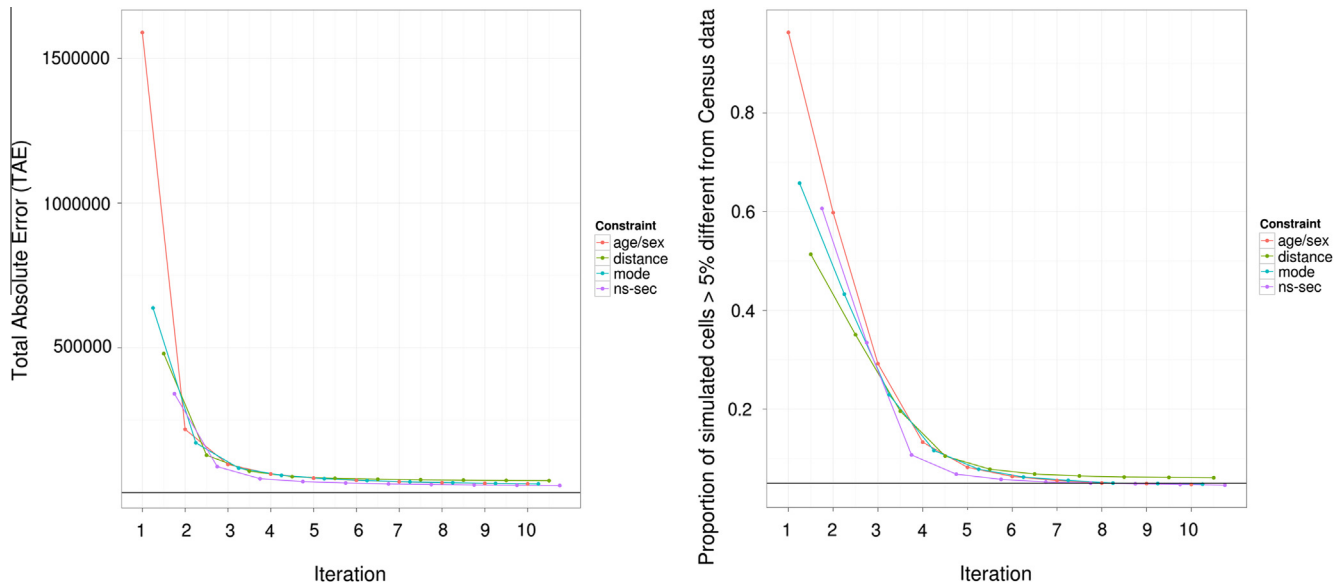 Total Absolute Error (TAE)
1500000
1000000
500000
1 2 3 4 5 6 7 8 9 10
Iteration
Constraint
age/sex
distance
mode
ns-sec
Proportion of simulated cells > 5% different from Census data
0.8
0.6
0.4
0.2
1 2 3 4 5 6 7 8 9 10
Iteration
Constraint
age/sex
distance
mode
ns-sec